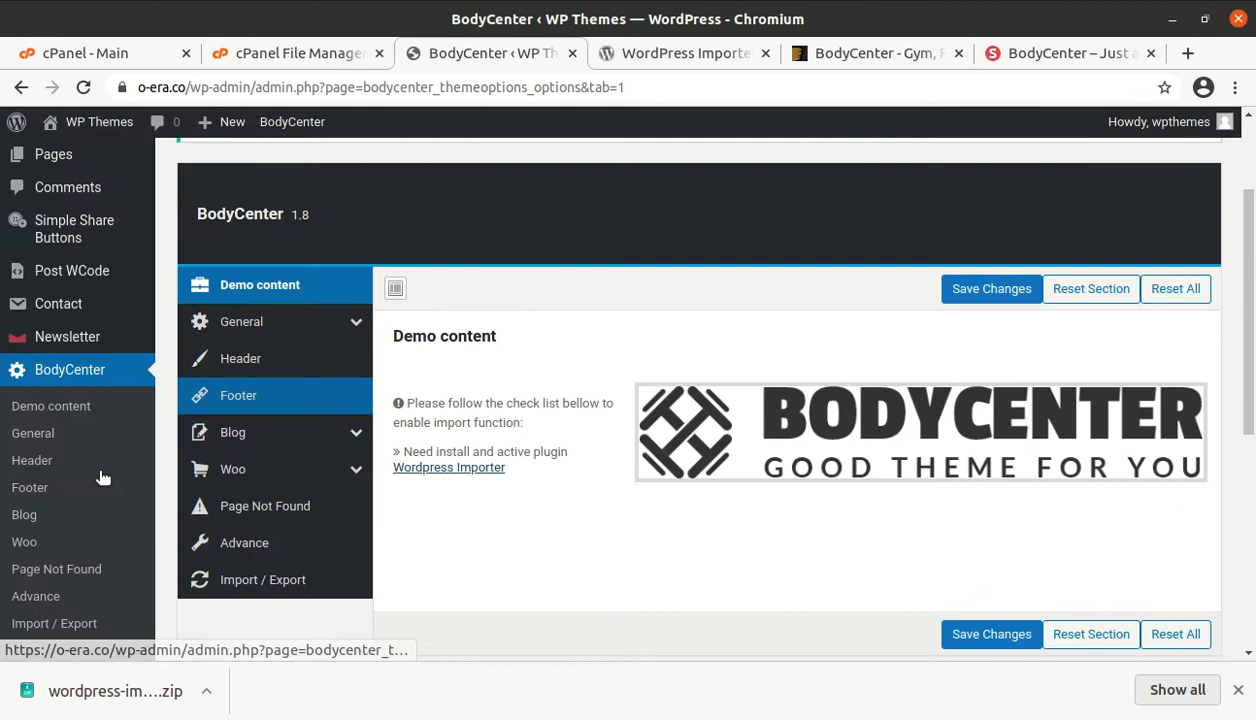 BodyCenter ‹ WP Themes — WordPress - Chromium
cPanel - Main
cPanel File Manager
BodyCenter ‹ WP Th
WordPress Importe
BodyCenter - Gym, F
BodyCenter – Just a
o-era.co/wp-admin/admin.php?page=bodycenter_themeoptions_options&tab=1
WP Themes
0
New
BodyCenter
Howdy, wpthemes
Pages
Comments
Simple Share
Buttons
Post WCode
Contact
Newsletter
BodyCenter
Demo content
General
Header
Footer
Blog
Woo
Page Not Found
Advance
Import / Export
BodyCenter 1.8
Demo content
General
Header
Footer
Blog
Woo
Page Not Found
Advance
Import / Export
Save Changes
Reset Section
Reset All
Demo content
Please follow the check list bellow to
enable import function:
» Need install and active plugin
Wordpress Importer
BODYCENTER
GOOD THEME FOR YOU
Save Changes
Reset Section
Reset All
https://o-era.co/wp-admin/admin.php?page=bodycenter_t...
wordpress-im....zip
Show all